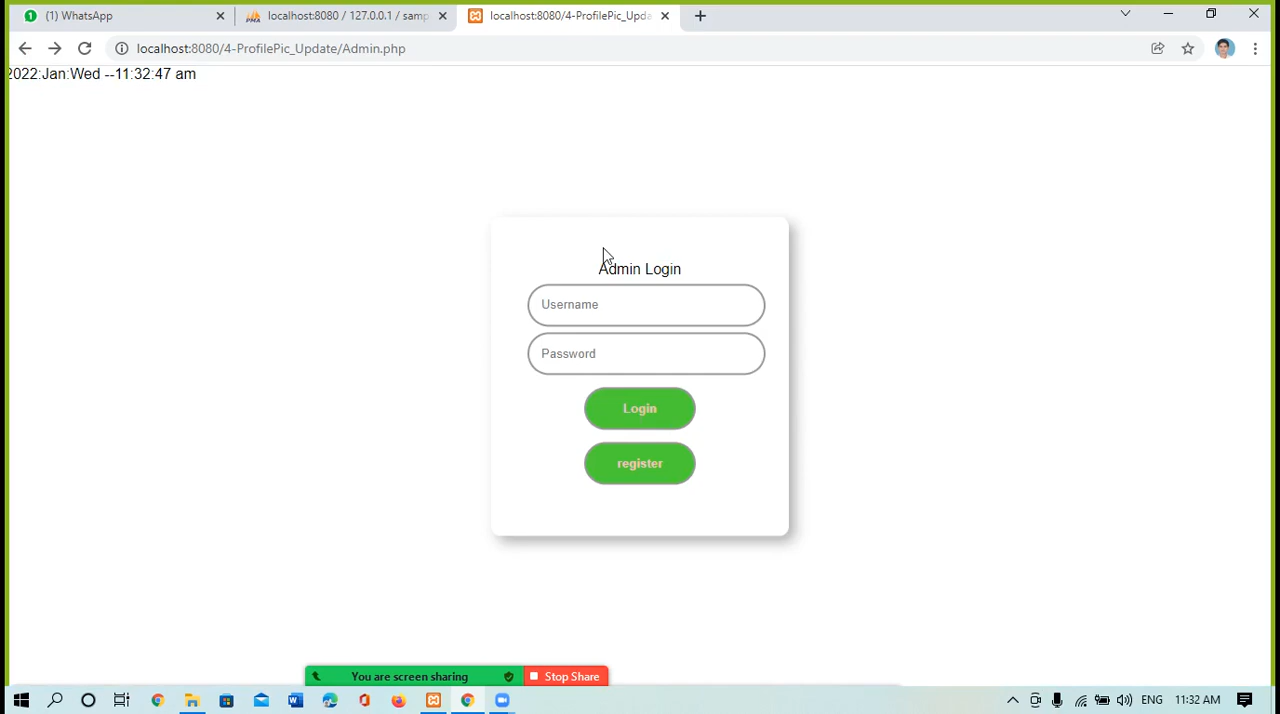 (1) WhatsApp
localhost:8080 / 127.0.0.1 / samp
localhost:8080/4-ProfilePic_Upda
localhost:8080/4-ProfilePic_Update/Admin.php
2022:Jan:Wed --11:32:47 am
Admin Login
Username
Password
Login
register
You are screen sharing
Stop Share
ENG
11:32 AM